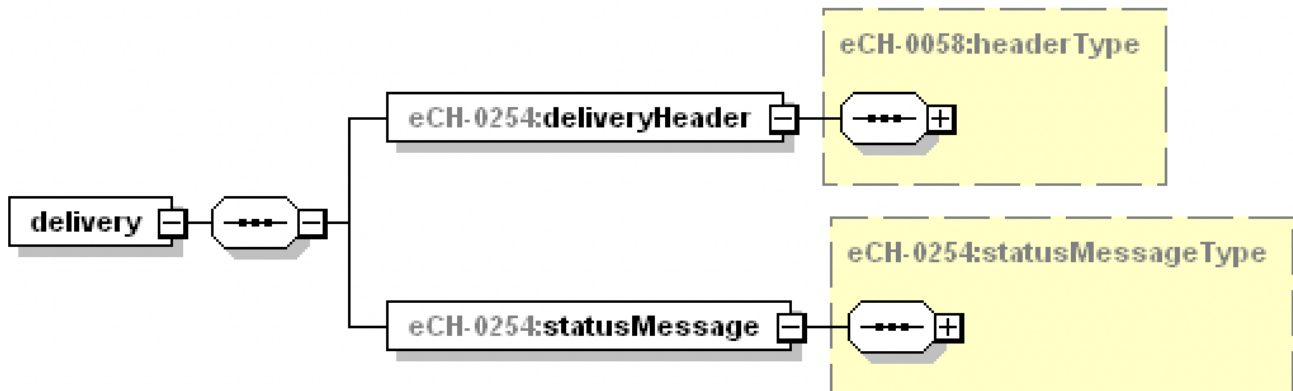 eCH-0058:headerType
eCH-0254:deliveryHeader
delivery
eCH-0254:statusMessageType
eCH-0254:statusMessage